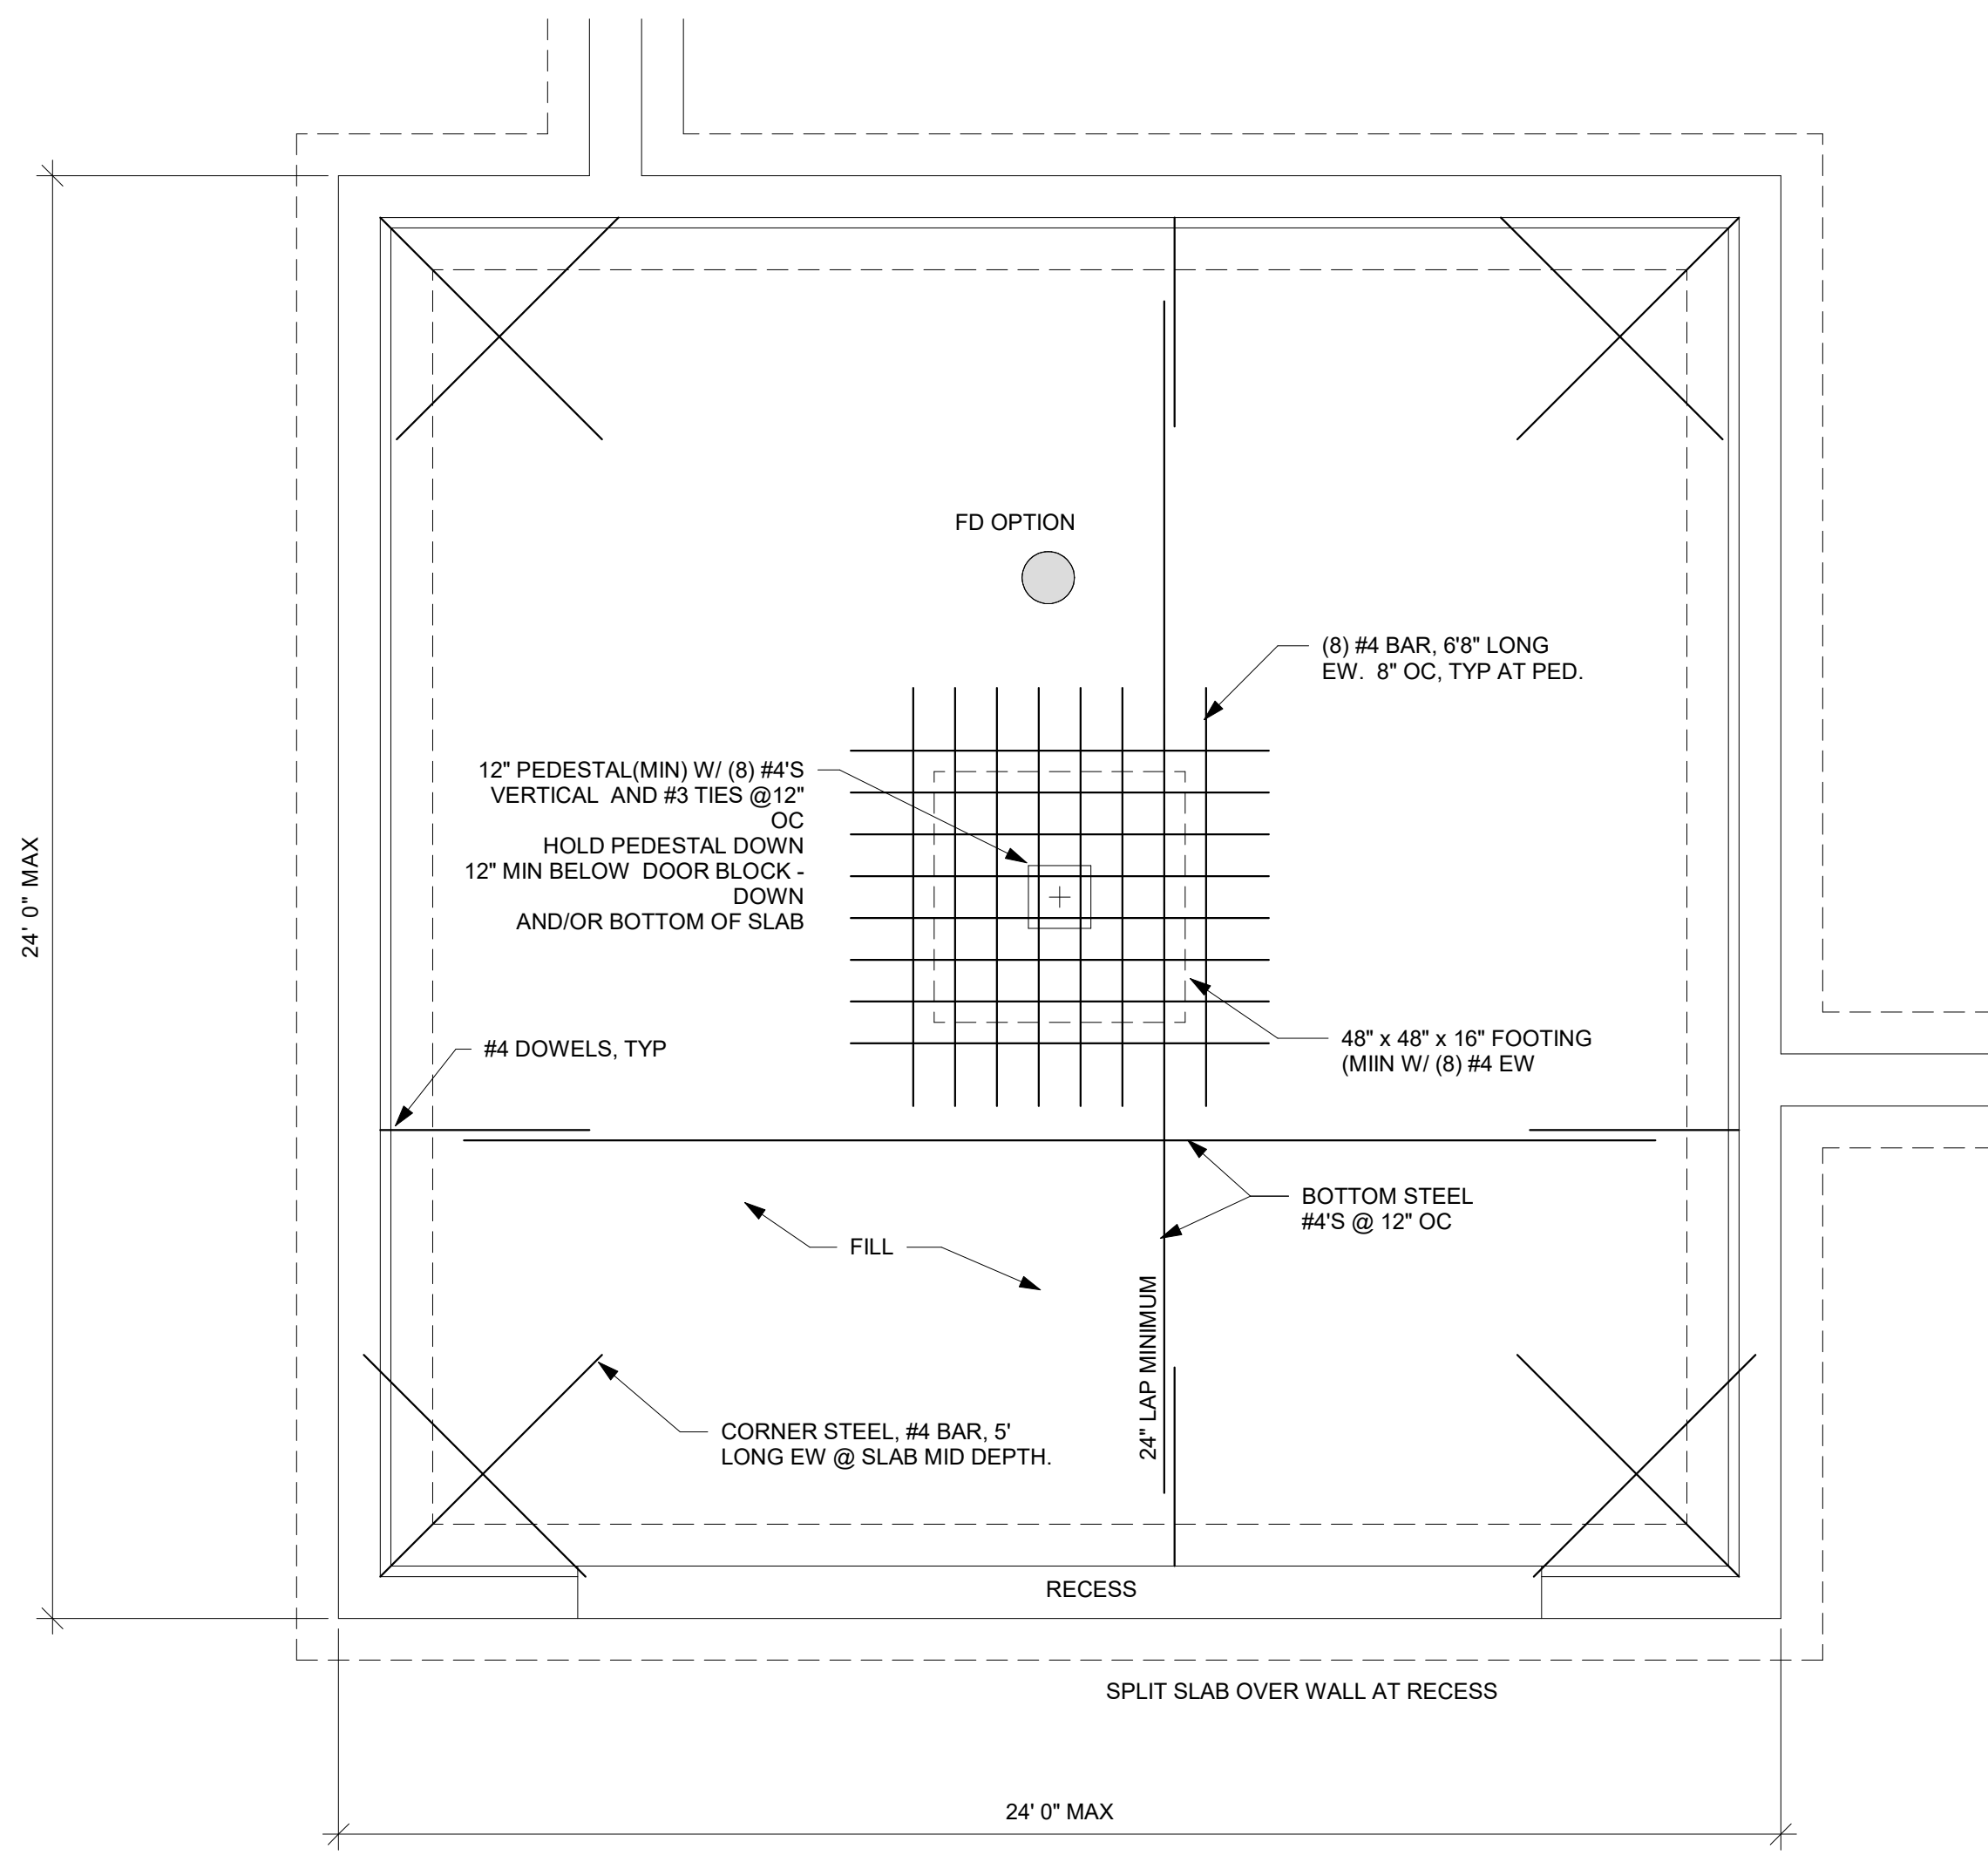 FD OPTION
(8) #4 BAR, 6'8" LONG
EW.  8" OC, TYP AT PED.
12" PEDESTAL(MIN) W/ (8) #4'S
VERTICAL  AND #3 TIES @12"
OC
HOLD PEDESTAL DOWN
12" MIN BELOW  DOOR BLOCK -
DOWN
AND/OR BOTTOM OF SLAB
24' 0" MAX
#4 DOWELS, TYP
48" x 48" x 16" FOOTING
(MIIN W/ (8) #4 EW
BOTTOM STEEL
#4'S @ 12" OC
FILL
24" LAP MINIMUM
CORNER STEEL, #4 BAR, 5'
LONG EW @ SLAB MID DEPTH.
RECESS
SPLIT SLAB OVER WALL AT RECESS
24' 0" MAX